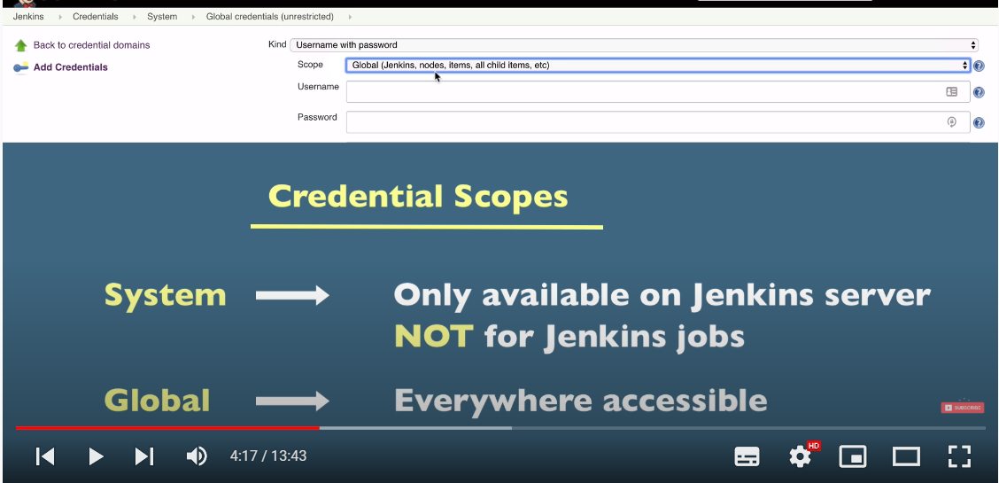 Jenkins Credentials System Global credentials (unrestricted)
Back to credential domains
Add Credentials
Kind Username with password
Scope Global (Jenkins, nodes, items, all child items, etc)
Username
Password
Credential Scopes
System Only available on Jenkins server
NOT for Jenkins jobs
Global Everywhere accessible
SUBSCRIBE
HD
4:17 / 13:43